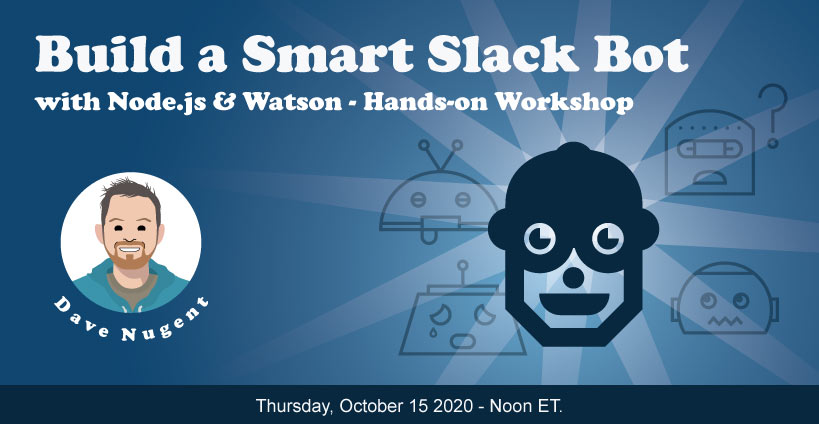 Build a Smart Slack Bot
with Node.js & Watson - Hands-on Workshop
?
Dave Nugent
Thursday, October 15 2020 - Noon ET.